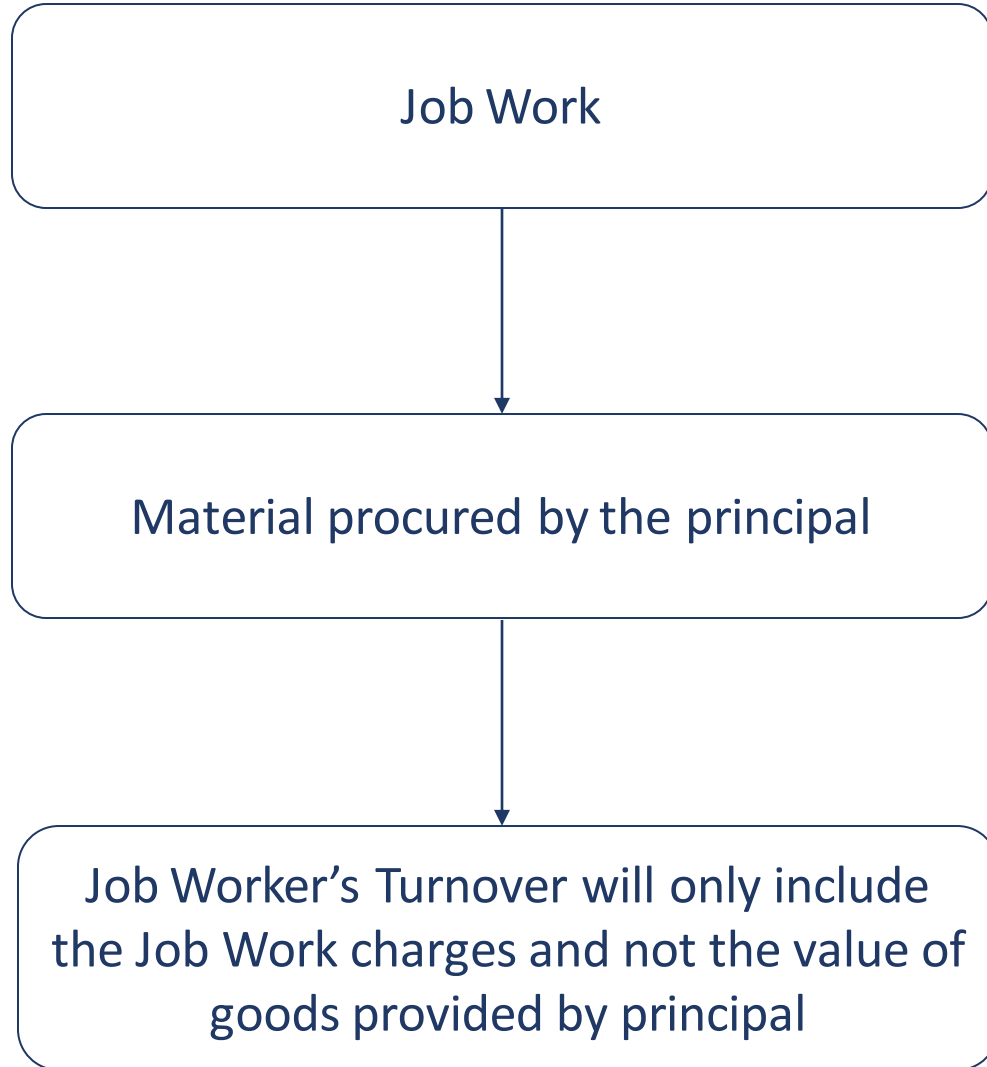 Job Work
Material procured by the principal
Job Worker’s Turnover will only include
the Job Work charges and not the value of
goods provided by principal